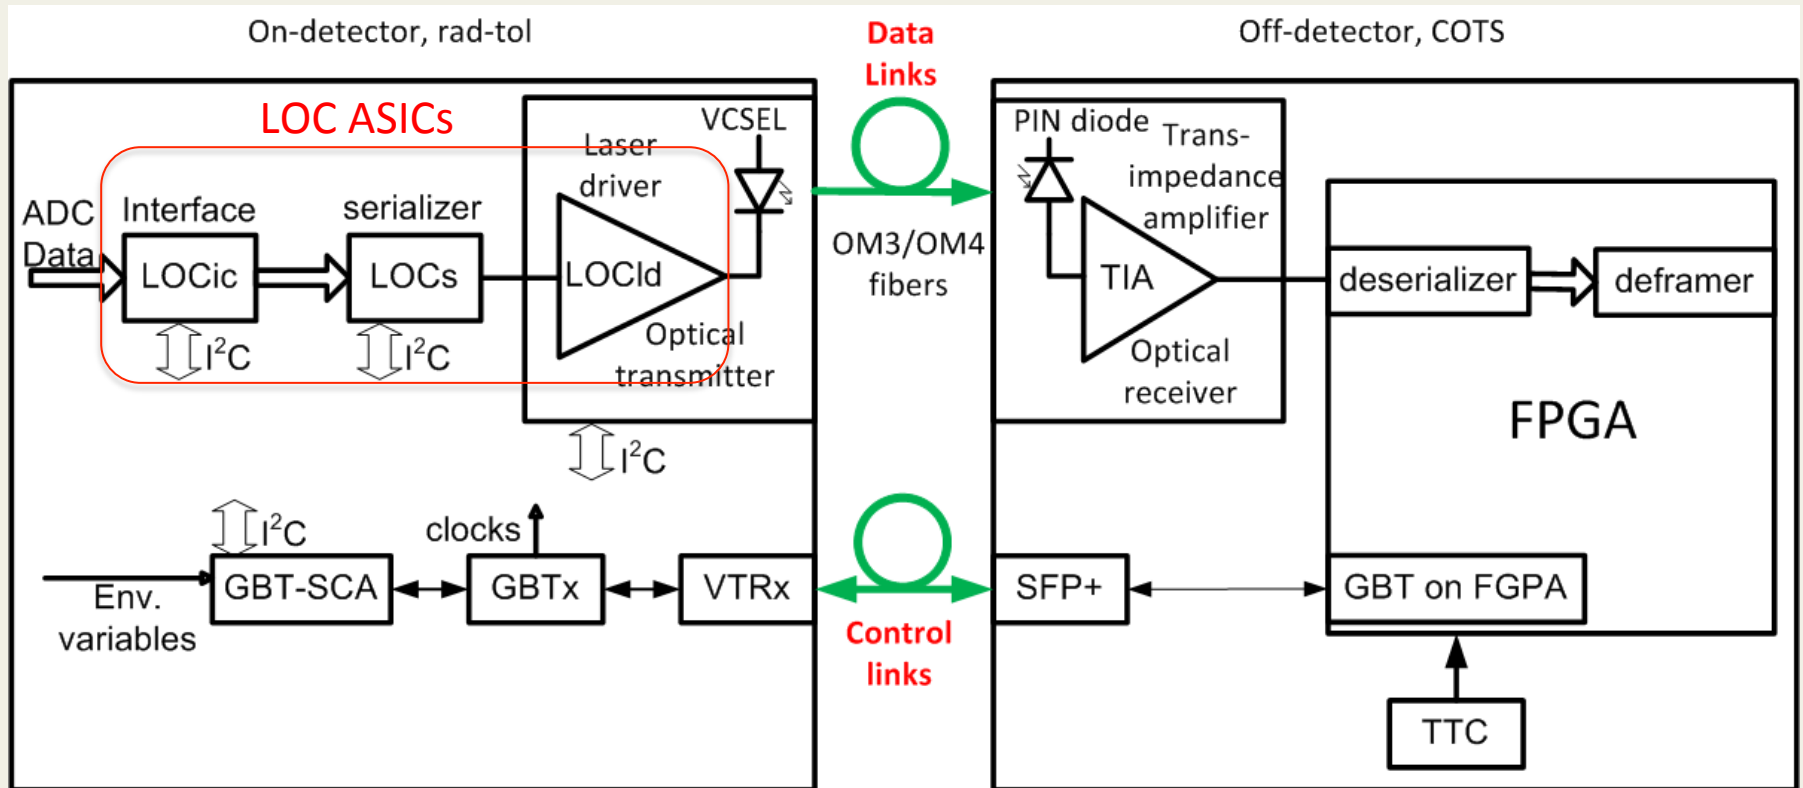 On-detector, rad-tol
Data
Links
Off-detector, COTS
LOC ASICs
VCSEL
Laser
driver
PIN diode
Trans-
impedance
amplifier
ADC
Data
Interface
serializer
LOCic
LOCs
LOCld
OM3/OM4
fibers
TIA
deserializer
deframer
I²C
I²C
Optical
transmitter
Optical
receiver
FPGA
I²C
I²C
clocks
Env.
variables
GBT-SCA
GBTx
VTRx
Control
links
SFP+
GBT on FGPA
TTC